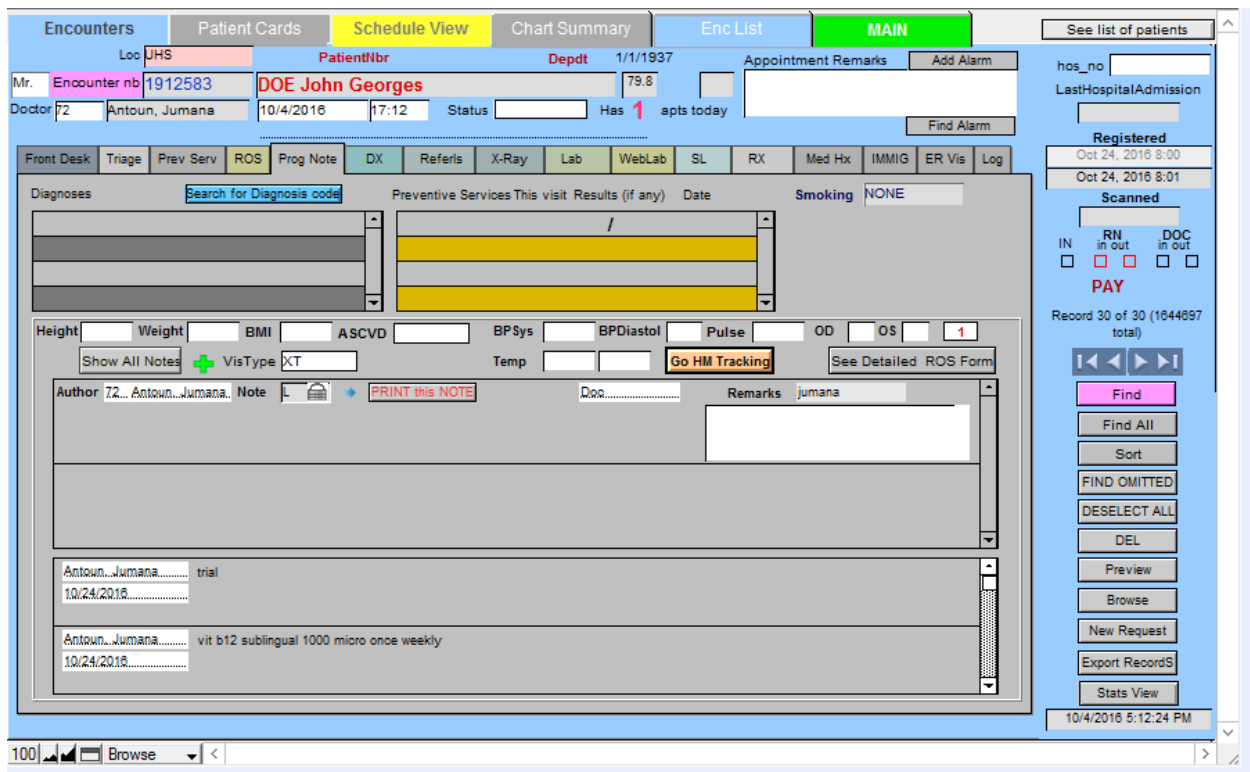 Encounters Patient Cards Schedule View Chart Summary Enc List MAIN See list of patients
Loc UHS PatientNbr Depdt 1/1/1937 Appointment Remarks Add Alarm hos_no
Mr. Encounter nb 1912583 DOE John Georges 79.8 LastHospitalAdmission
Doctor 72 Antoun, Jumana 10/4/2016 17:12 Status Has 1 apts today
Find Alarm
Registered
Front Desk Triage Prev Serv ROS Prog Note DX Referls X-Ray Lab WebLab SL RX Med Hx IMMIG ER Vis Log
Oct 24, 2016 8:00
Oct 24, 2016 8:01
Diagnoses Search for Diagnosis code Preventive Services This visit Results (if any) Date Smoking NONE
Scanned
/
IN RN in out DOC in out
PAY
Record 30 of 30 (1644697
total)
Height Weight BMI ASCVD BPSys BPDiastol Pulse OD OS 1
Show All Notes VisType XT Temp Go HM Tracking See Detailed ROS Form
Author 72 Antoun, Jumana Note L PRINT this NOTE Doc Remarks jumana
Find
Find All
Sort
FIND OMITTED
DESELECT ALL
DEL
Antoun, Jumana trial
10/24/2016
Preview
Browse
Antoun, Jumana vit b12 sublingual 1000 micro once weekly
10/24/2016
New Request
Export RecordS
Stats View
10/4/2016 5:12:24 PM
100 Browse